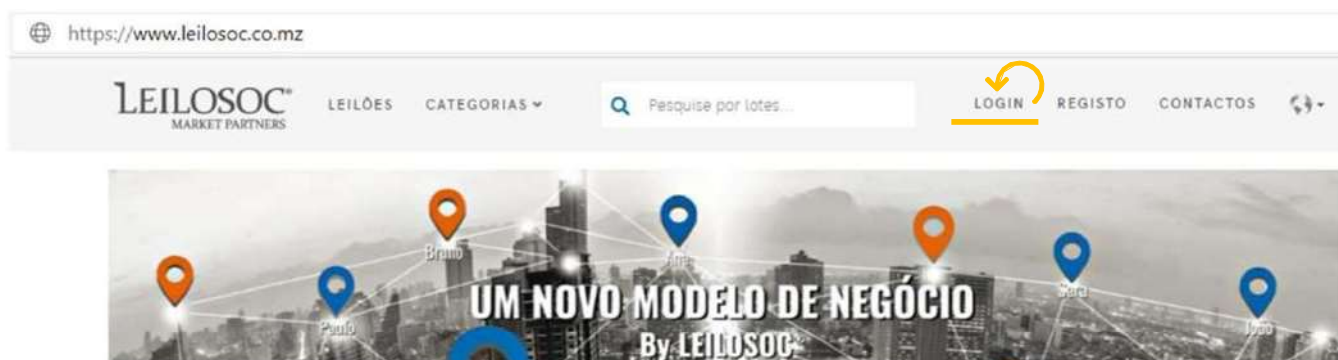 https://www.leilosoc.co.mz
LEILOSOC®
MARKET PARTNERS
LEILÕES
CATEGORIAS
Pesquise por lotes...
LOGIN
REGISTO
CONTACTOS
Bruno
Ana
Sara
Paulo
João
UM NOVO MODELO DE NEGÓCIO
By LEILOSOC